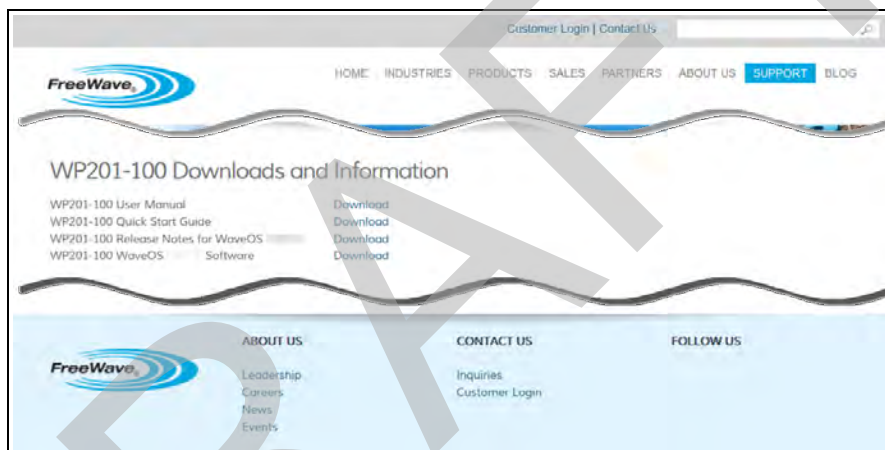 Customer Login | Contact Us
FreeWave®
HOME INDUSTRIES PRODUCTS SALES PARTNERS ABOUT US SUPPORT BLOG
WP201-100 Downloads and Information
WP201-100 User Manual Download
WP201-100 Quick Start Guide Download
WP201-100 Release Notes for WaveOS Download
WP201-100 WaveOS Software Download
FreeWave®
ABOUT US
Leadership
Careers
News
Events
CONTACT US
Inquiries
Customer Login
FOLLOW US